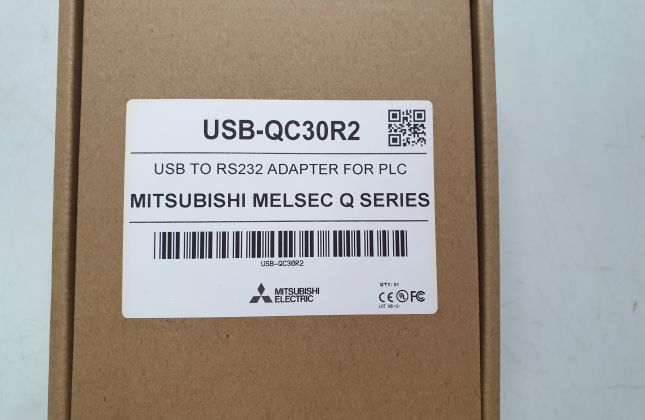 USB-QC30R2
USB TO RS232 ADAPTER FOR PLC
MITSUBISHI MELSEC Q SERIES
USB-QC30R2
MITSUBISHI
ELECTRIC
QTY: 01
CE UL FC